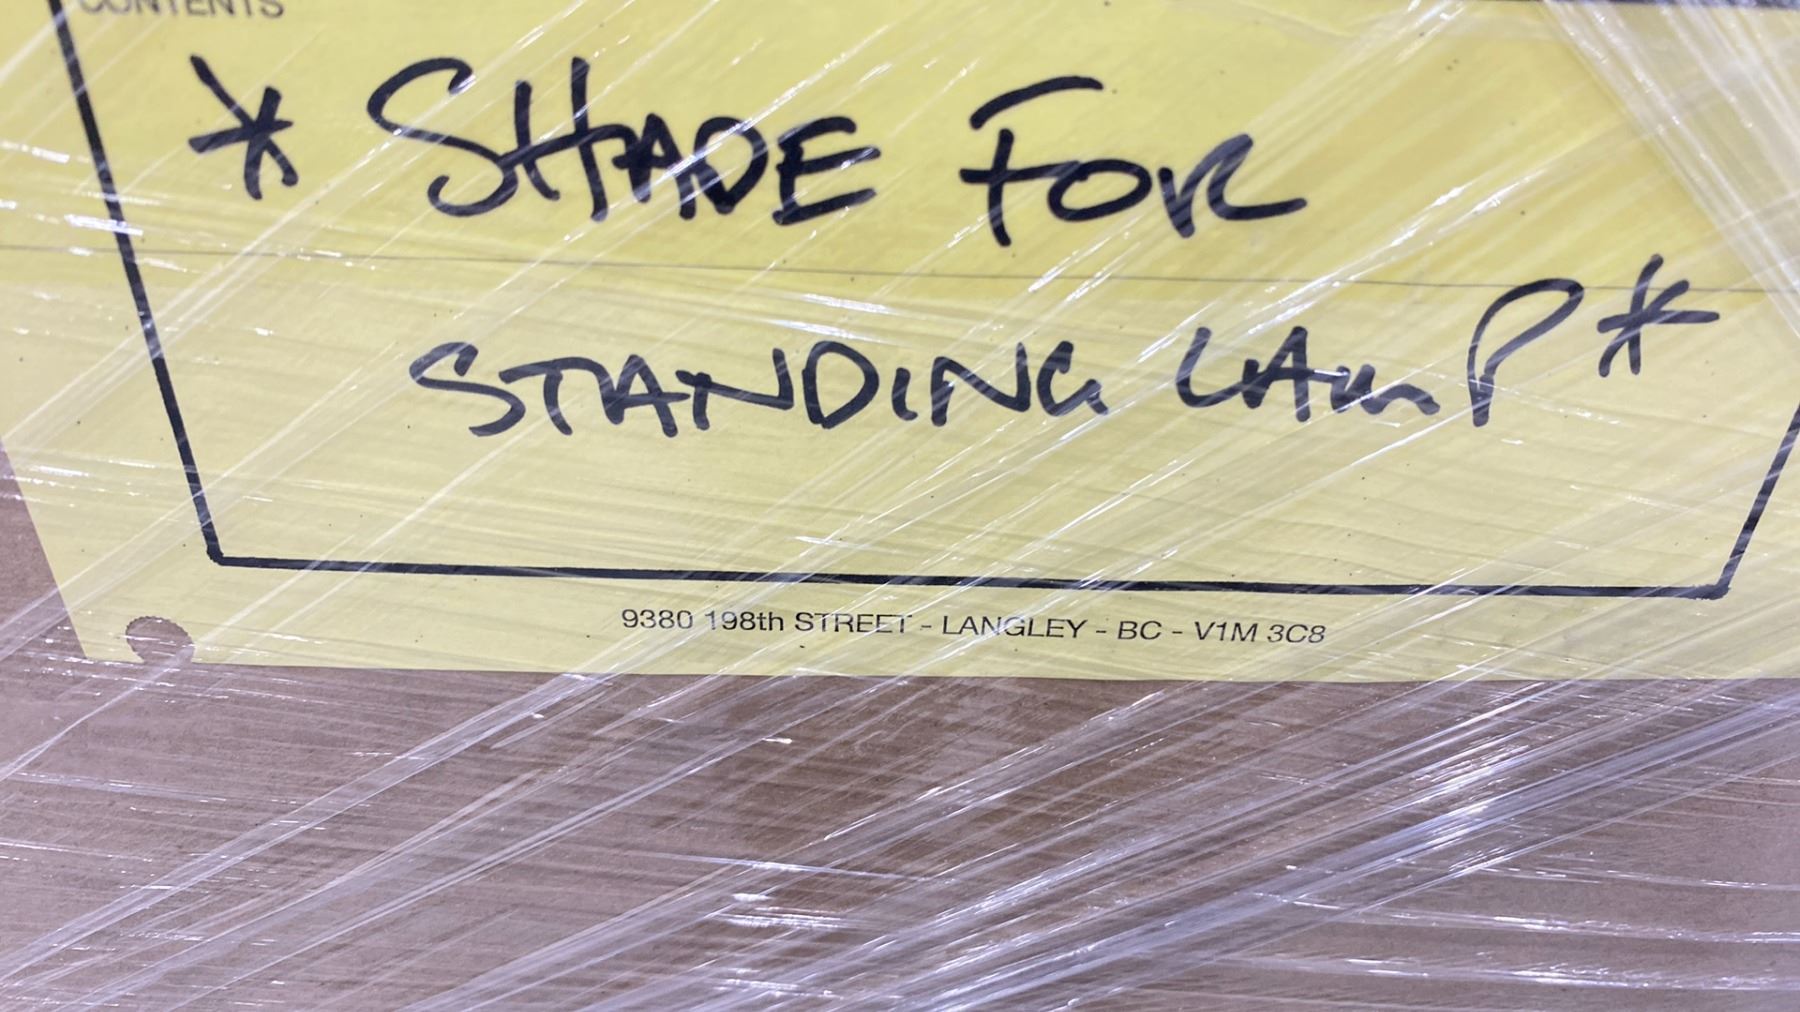 CONTENTS
* SHADE FOR
STANDING LAMP *
9380 198th STREET - LANGLEY - BC - V1M 3C8